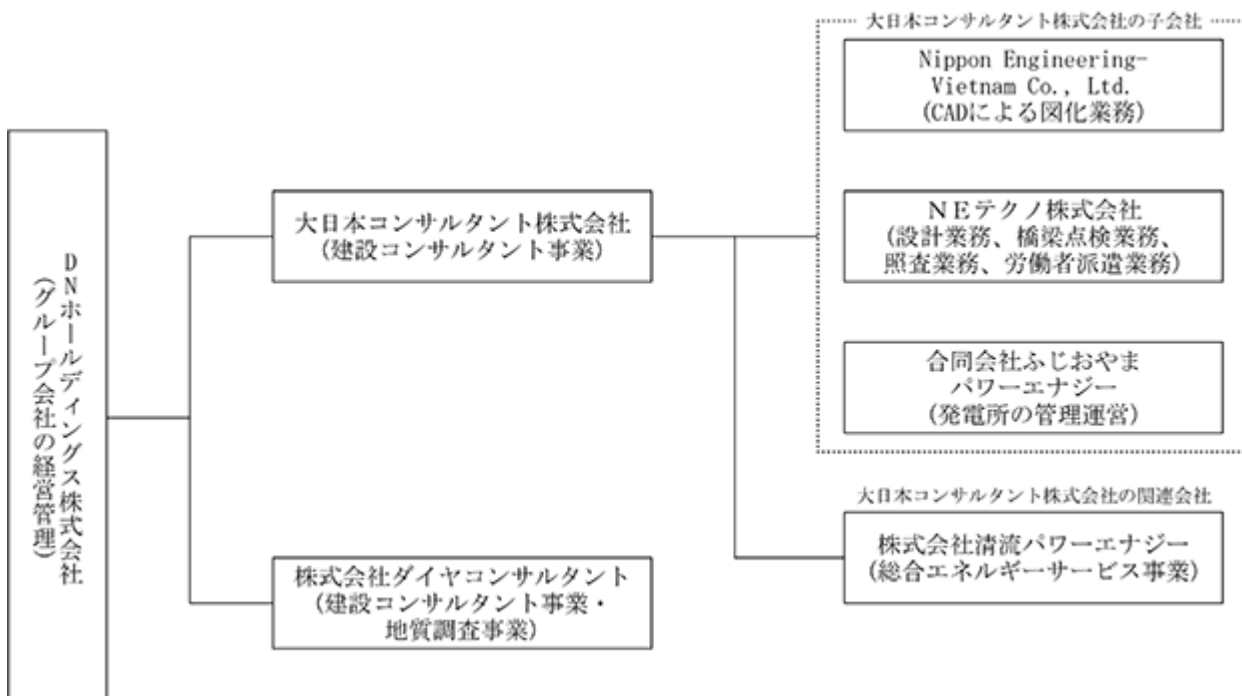 DNホールディングス株式会社
(グループ会社の経営管理)
大日本コンサルタント株式会社
(建設コンサルタント事業)
株式会社ダイヤコンサルタント
(建設コンサルタント事業・
地質調査事業)
大日本コンサルタント株式会社の子会社
Nippon Engineering-
Vietnam Co., Ltd.
(CADによる図化業務)
NEテクノ株式会社
(設計業務、橋梁点検業務、
照査業務、労働者派遣業務)
合同会社ふじおやま
パワーエナジー
(発電所の管理運営)
大日本コンサルタント株式会社の関連会社
株式会社清流パワーエナジー
(総合エネルギーサービス事業)